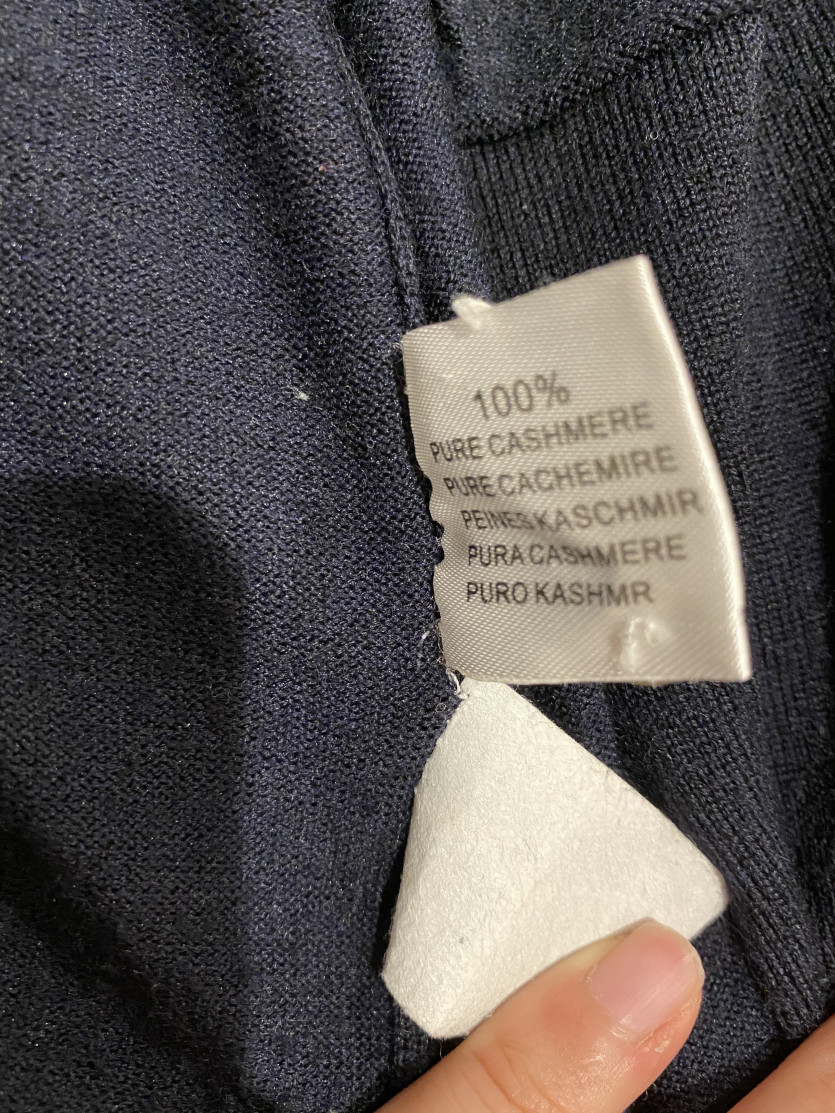 100%
PURE CASHMERE
PURE CACHEMIRE
PEINES KASCHMIR
PURA CASHMERE
PURO KASHMR